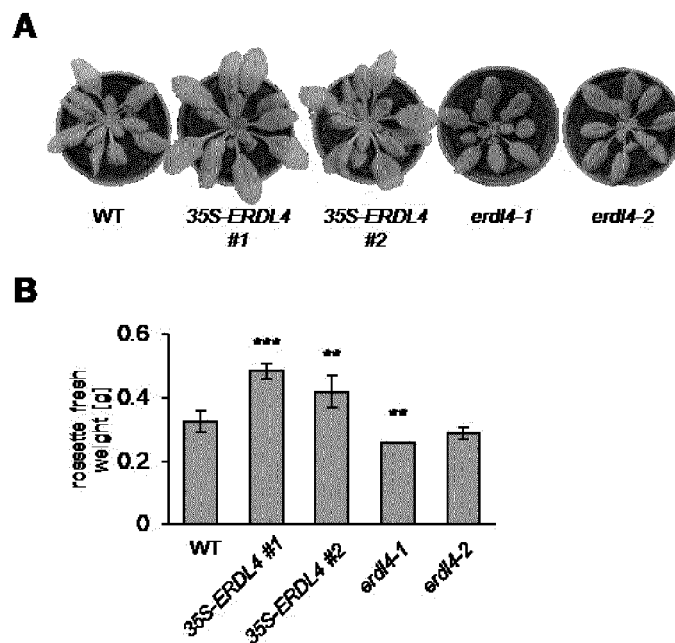 A
WT
35S-ERDL4
#1
35S-ERDL4
#2
erdl4-1
erdl4-2
B
rossette fresh
weight [g]
0.6
0.4
0.2
0
***
**
**
WT
35S-ERDL4 #1
35S-ERDL4 #2
erdl4-1
erdl4-2